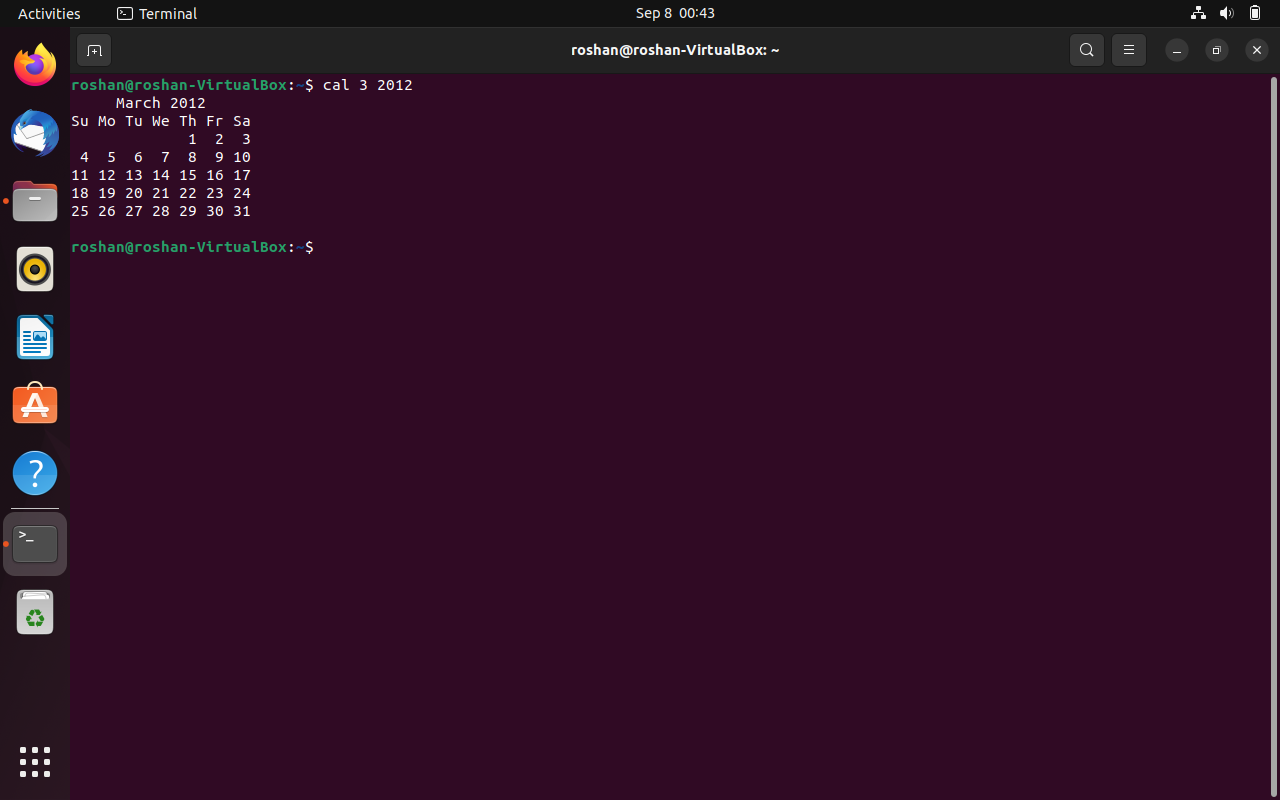 Activities Terminal Sep 8 00:43
roshan@roshan-VirtualBox: ~
roshan@roshan-VirtualBox:~$ cal 3 2012
     March 2012
Su Mo Tu We Th Fr Sa
             1  2  3
 4  5  6  7  8  9 10
11 12 13 14 15 16 17
18 19 20 21 22 23 24
25 26 27 28 29 30 31
roshan@roshan-VirtualBox:~$
>_